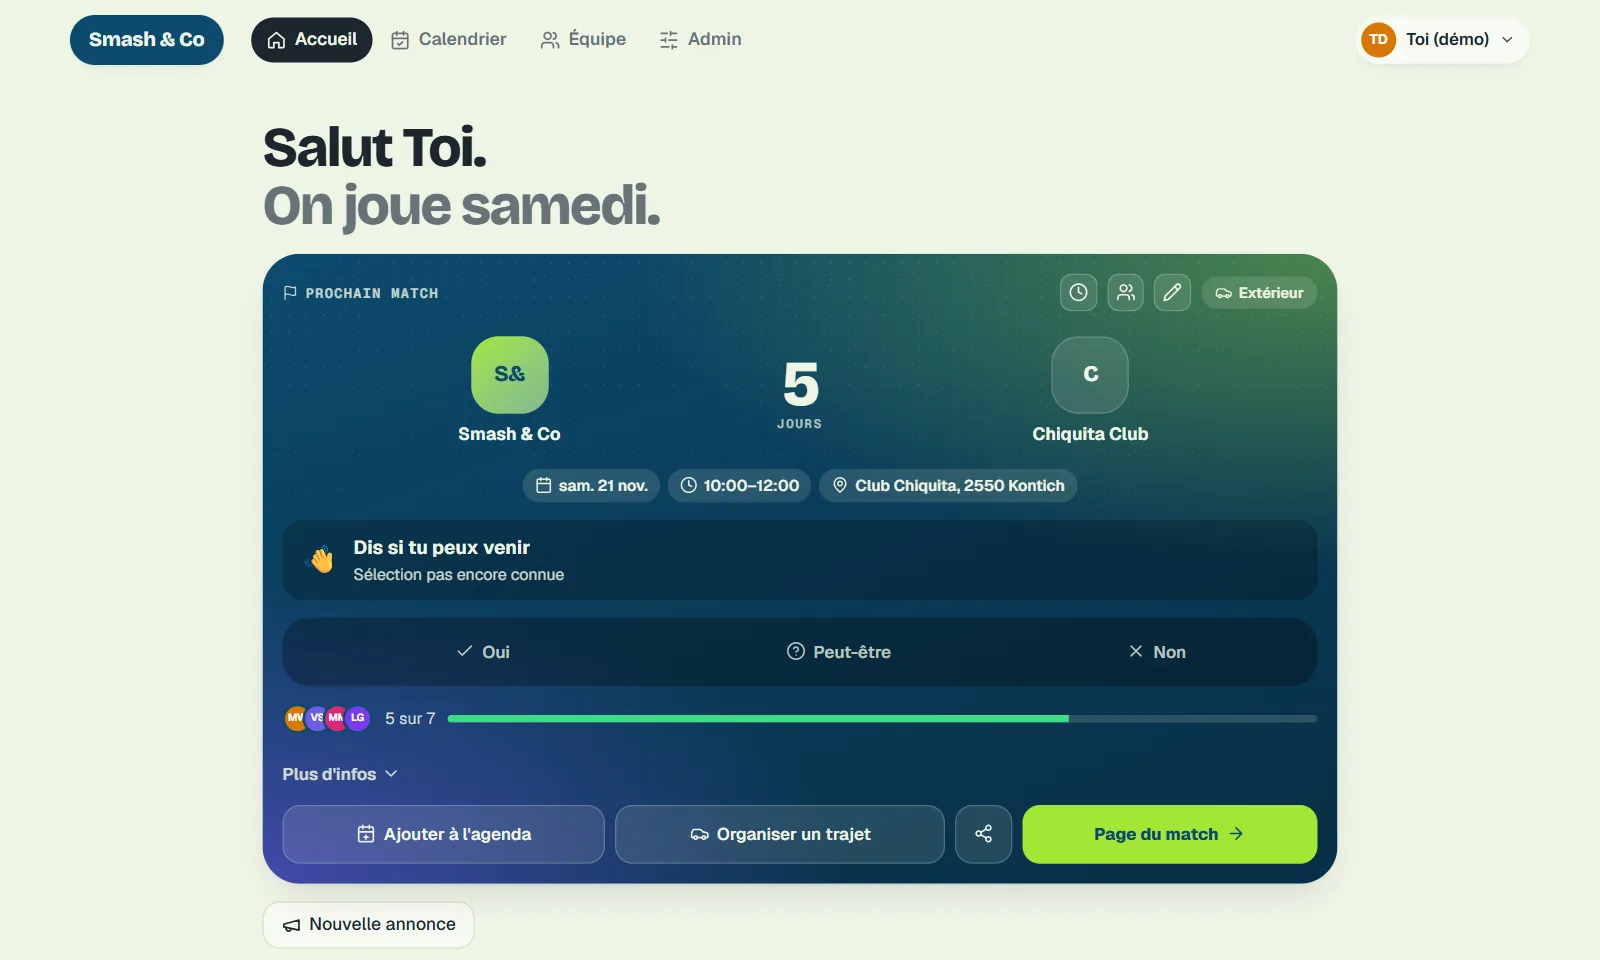 Smash & Co
Accueil
Calendrier
Équipe
Admin
TD
Toi (démo)
Salut Toi.
On joue samedi.
PROCHAIN MATCH
Extérieur
S&
5
JOURS
C
Smash & Co
Chiquita Club
sam. 21 nov.
10:00–12:00
Club Chiquita, 2550 Kontich
Dis si tu peux venir
Sélection pas encore connue
Oui
Peut-être
Non
VS
LG
5 sur 7
Plus d'infos
Ajouter à l'agenda
Organiser un trajet
Page du match
Nouvelle annonce